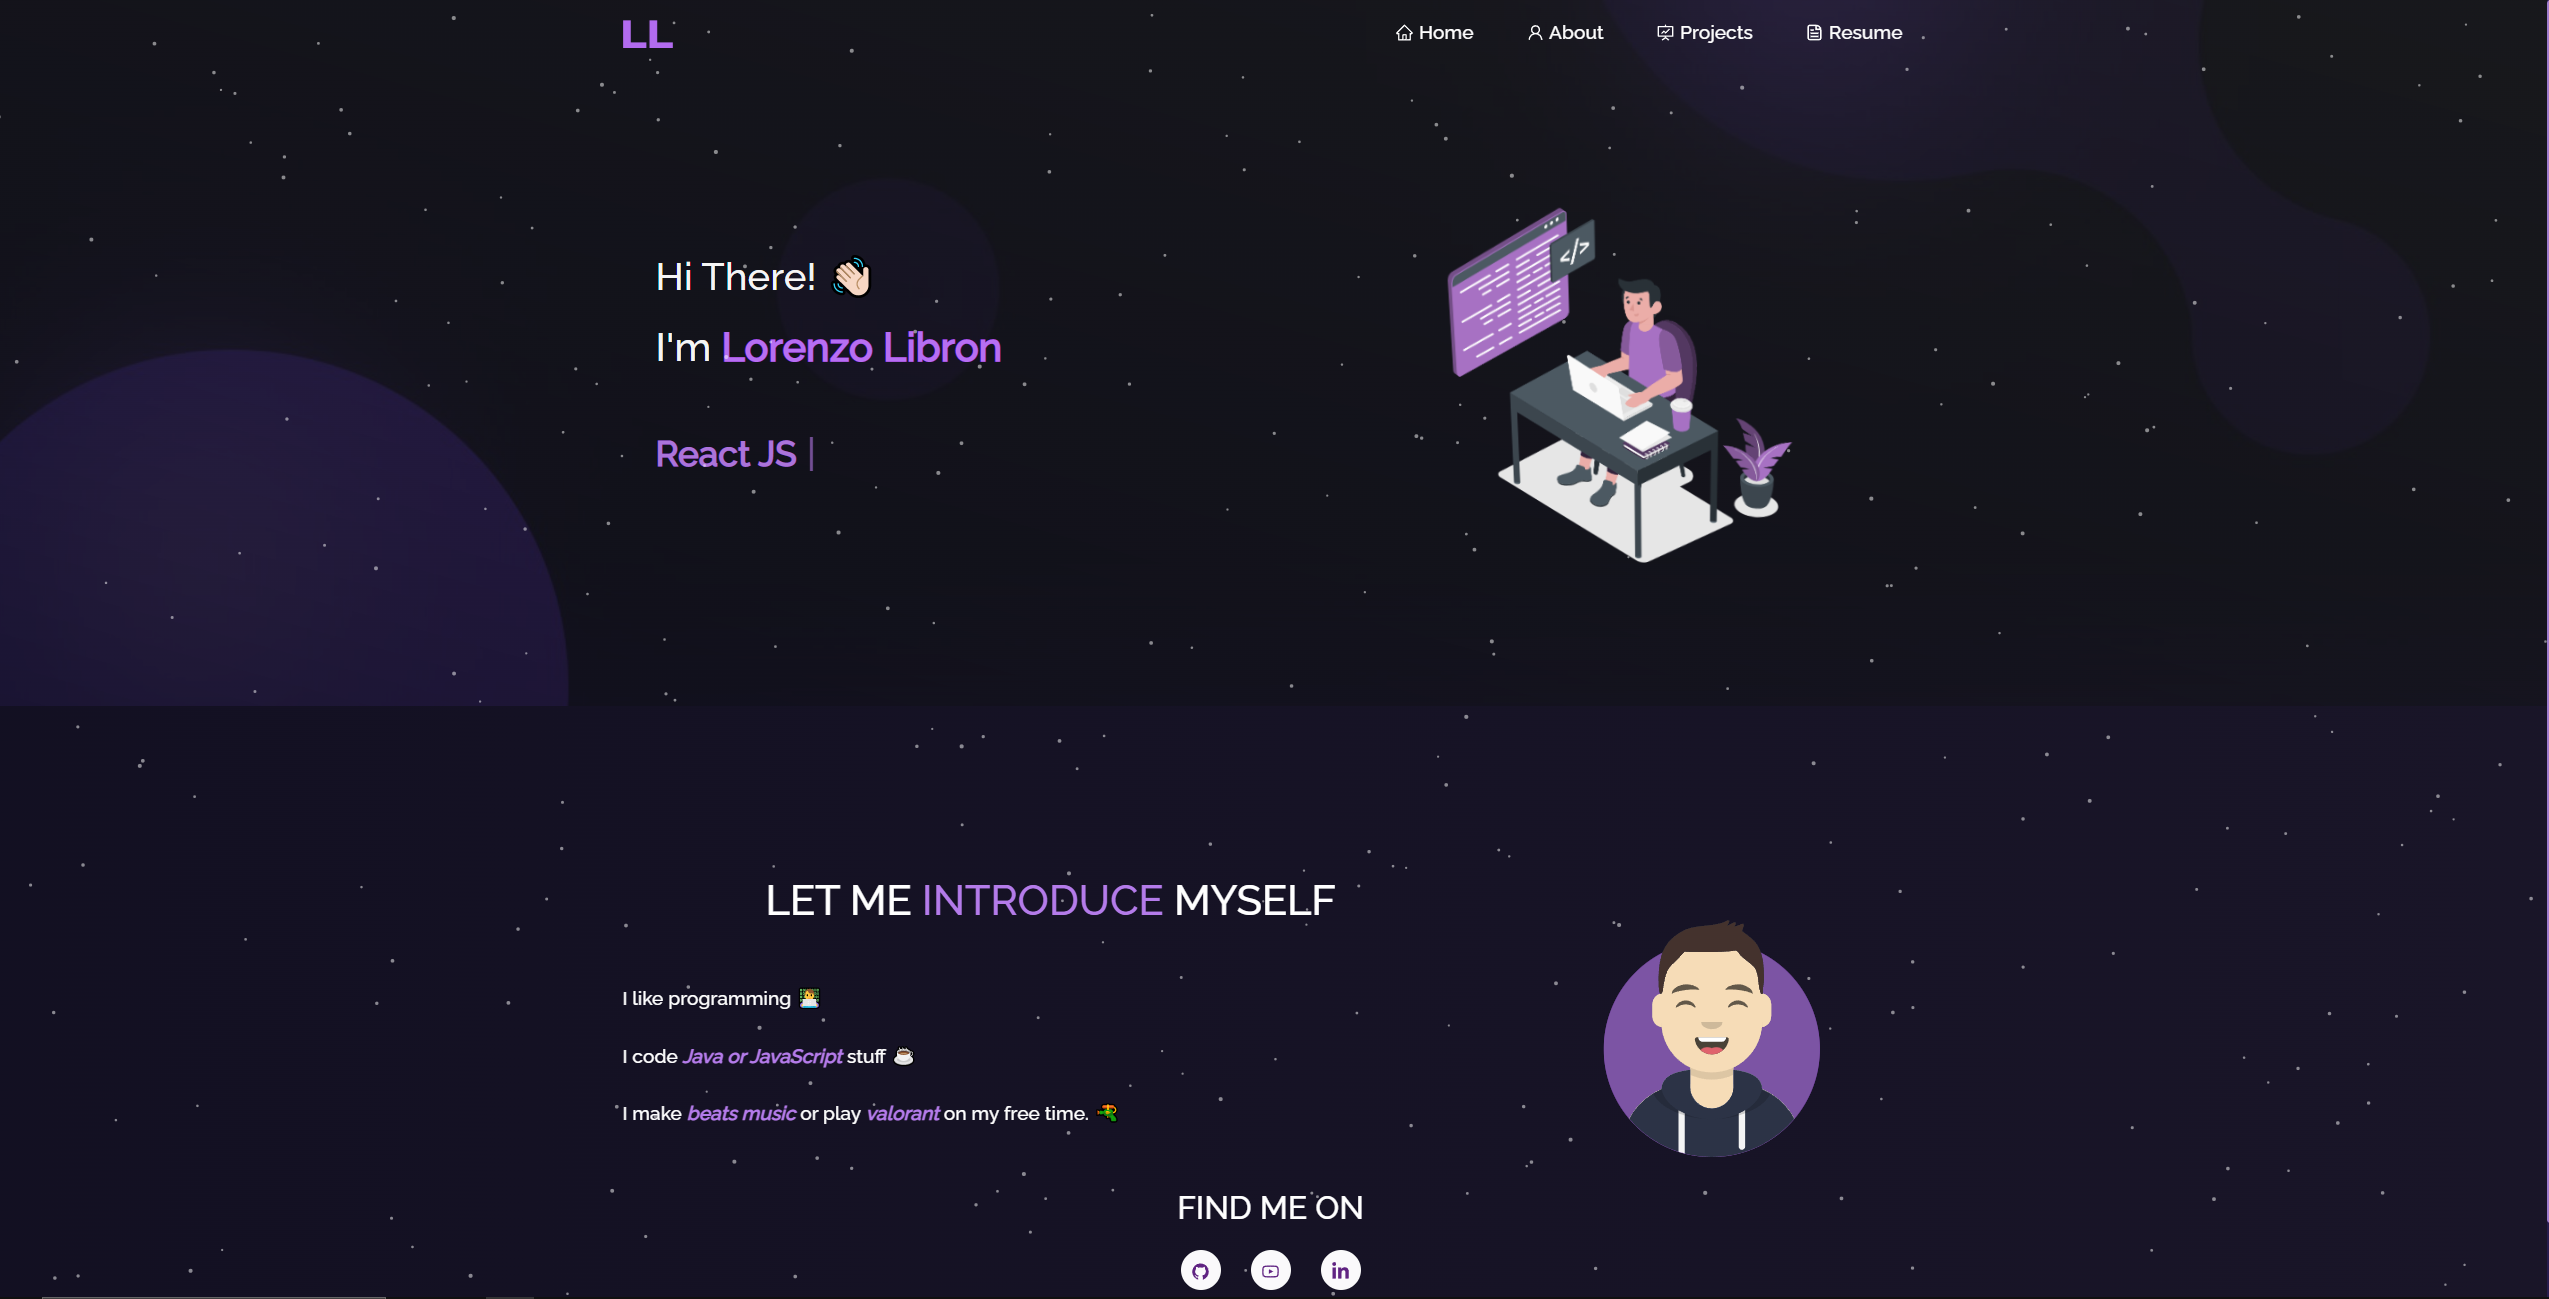 LL
Home About Projects Resume
Hi There! 👋🏻
I'm Lorenzo Libron
React JS |
</>
LET ME INTRODUCE MYSELF
I like programming 👨‍💻
I code Java or JavaScript stuff ☕
I make beats music or play valorant on my free time. 🔫
FIND ME ON
in